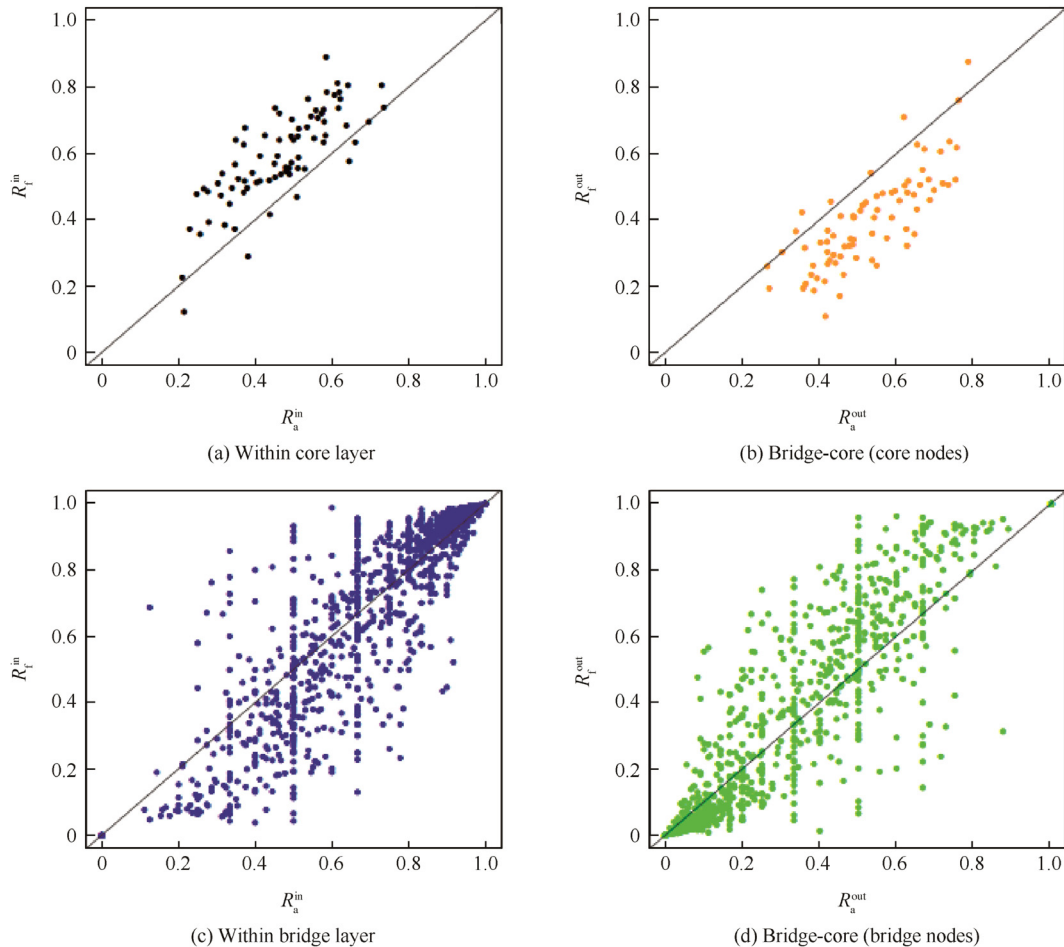 1.0
0.8
0.6
0.4
0.2
0
R_f^in
0 0.2 0.4 0.6 0.8 1.0
R_a^in
(a) Within core layer
1.0
0.8
0.6
0.4
0.2
0
R_f^out
0 0.2 0.4 0.6 0.8 1.0
R_a^out
(b) Bridge-core (core nodes)
1.0
0.8
0.6
0.4
0.2
0
R_f^in
0 0.2 0.4 0.6 0.8 1.0
R_a^in
(c) Within bridge layer
1.0
0.8
0.6
0.4
0.2
0
R_f^out
0 0.2 0.4 0.6 0.8 1.0
R_a^out
(d) Bridge-core (bridge nodes)